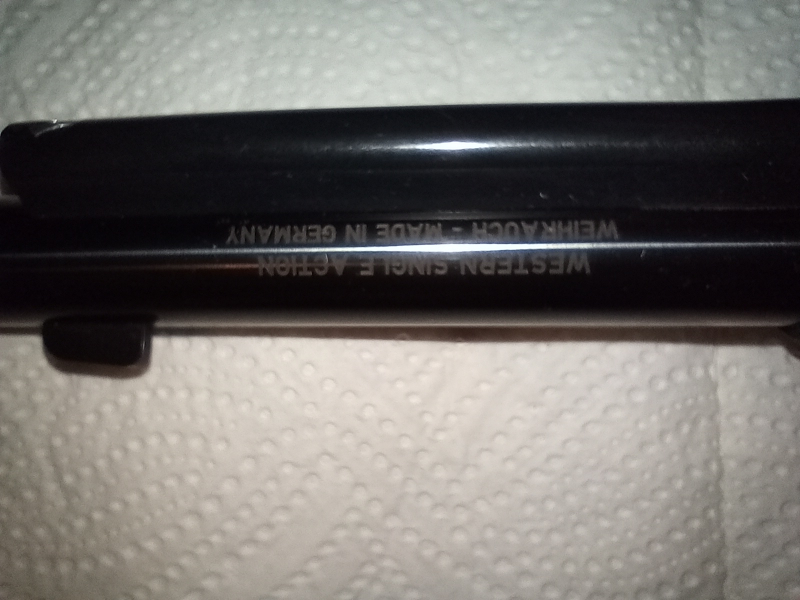 WESTERN SINGLE ACTION
WEIHRAUCH - MADE IN GERMANY